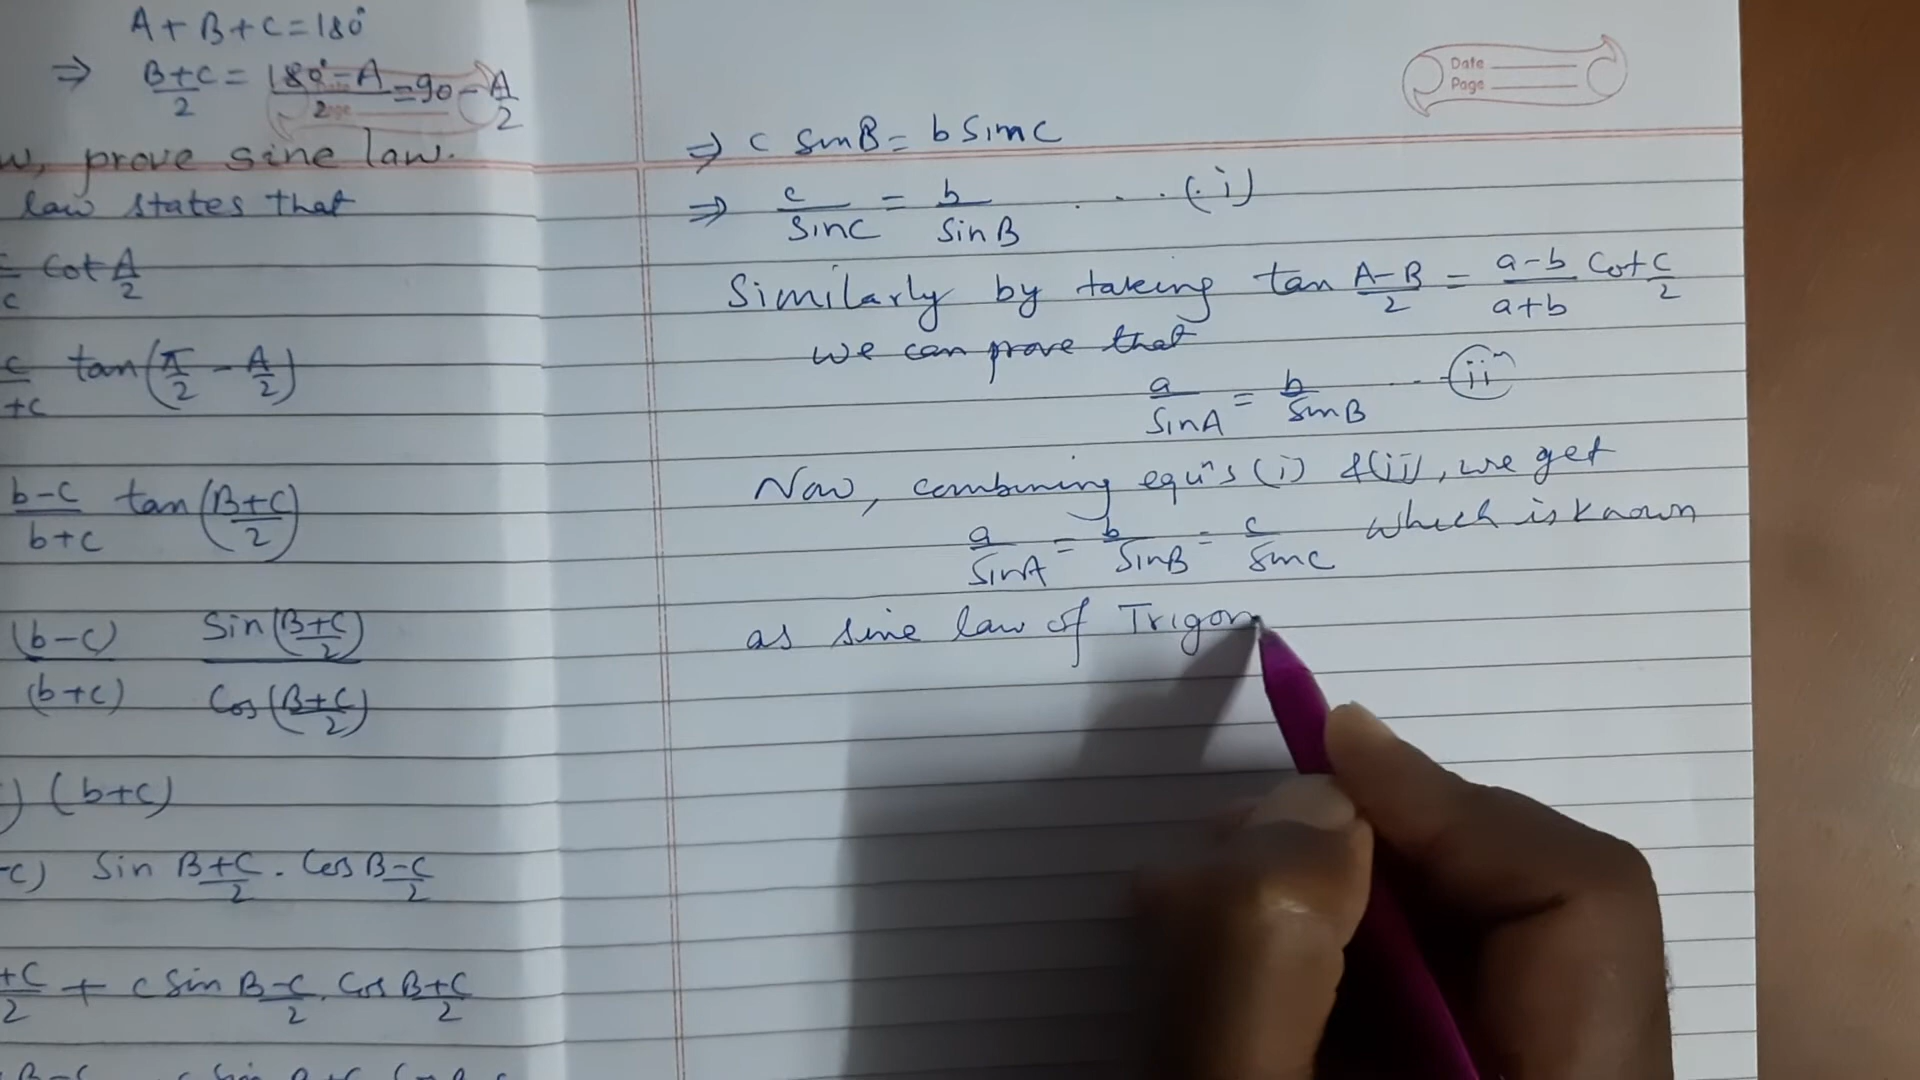 A+B+C=180°
⇒ B+C/2 = 180°-A/2 = 90 - A/2
prove sine law.
law states that
cot A/2
c
c/+c tan(π/2 - A/2)
b-c/b+c tan(B+C/2)
(b-c) Sin(B+C/2)
(b+c) Cos(B+C/2)
) (b+c)
-c) Sin B+C/2 . Cos B-C/2
+C/2 + c Sin B-C/2 . Cos B+C/2
Date
Page
⇒ c SinB = b SinC
⇒ c/SinC = b/SinB . . . (i)
Similarly by taking tan A-B/2 = a-b/a+b Cot C/2
we can prove that
a/SinA = b/SinB ... (ii)
Now, combining equⁿs (i) & (ii), we get
a/SinA = b/SinB = c/SinC which is known
as sine law of Trigon